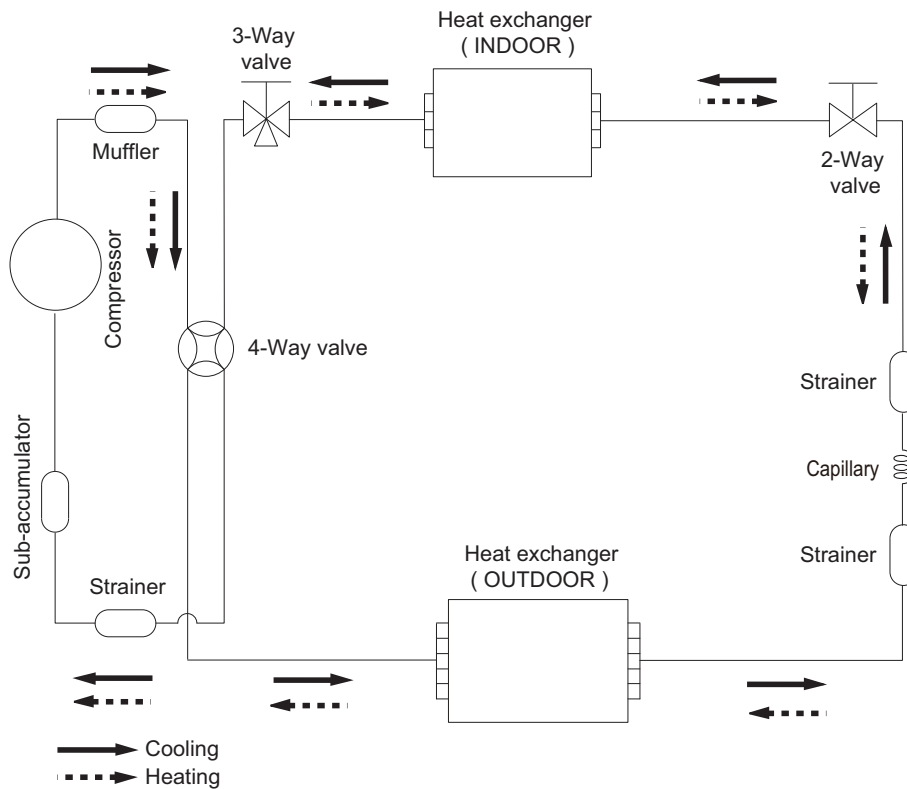 Heat exchanger
( INDOOR )
3-Way
valve
Muffler
2-Way
valve
Compressor
4-Way valve
Strainer
Capillary
Sub-accumulator
Strainer
Heat exchanger
( OUTDOOR )
Strainer
Cooling
Heating